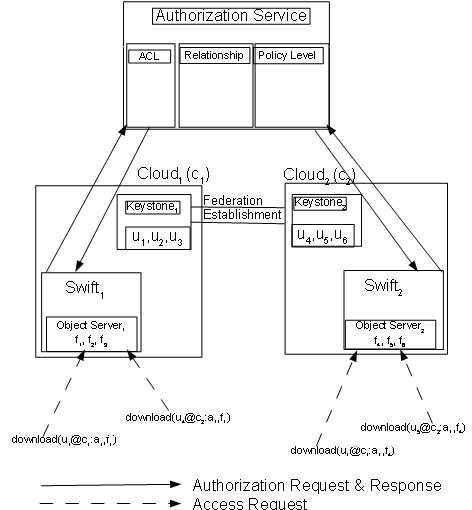 Authorization Service
ACL
Relationship
Policy Level
Cloud₁ (c₁)
Cloud₂ (c₂)
Keystone₁
Federation
Establishment
Keystone₂
u₁, u₂, u₃
u₄, u₅, u₆
Swift₁
Swift₂
Object Server₁
f₁, f₂, f₃
Object Server₂
f₄, f₅, f₆
download(u₄@c₂:a₁,f₁)
download(u₅@c₂:a₁,f₄)
download(u₁@c₁:a₁,f₁)
download(u₁@c₁:a₁,f₄)
Authorization Request & Response
Access Request